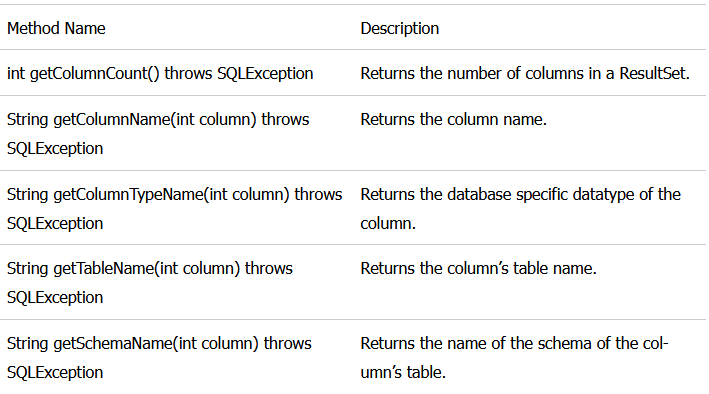 Method Name Description
int getColumnCount() throws SQLException Returns the number of columns in a ResultSet.
String getColumnName(int column) throws Returns the column name.
SQLException
String getColumnTypeName(int column) throws Returns the database specific datatype of the
SQLException column.
String getTableName(int column) throws Returns the column’s table name.
SQLException
String getSchemaName(int column) throws Returns the name of the schema of the col-
SQLException umn’s table.